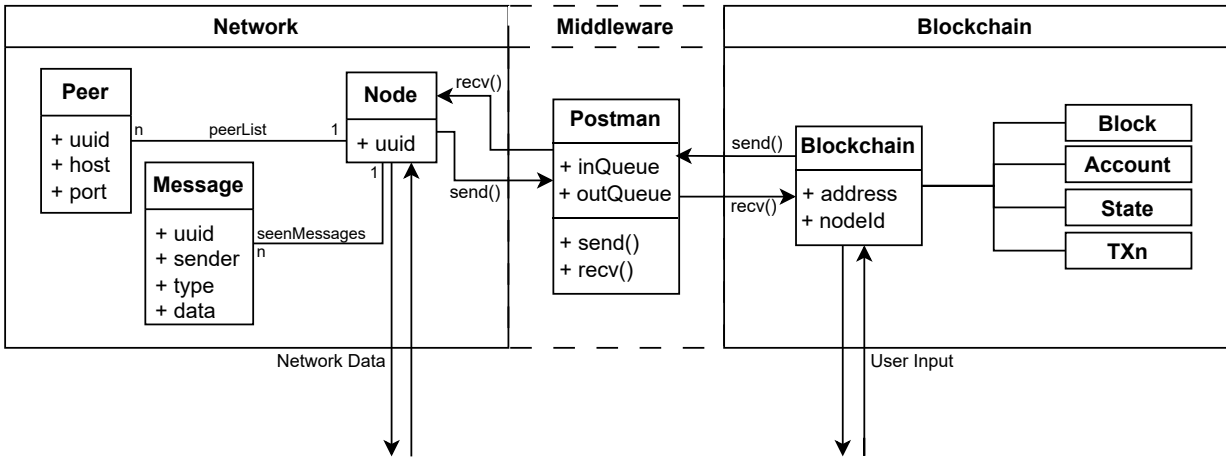 Network
Middleware
Blockchain
Peer
+ uuid
+ host
+ port
n
peerList
1
Node
+ uuid
1
Message
+ uuid
+ sender
+ type
+ data
seenMessages
n
recv()
send()
Postman
+ inQueue
+ outQueue
+ send()
+ recv()
send()
recv()
Blockchain
+ address
+ nodeId
Block
Account
State
TXn
Network Data
User Input